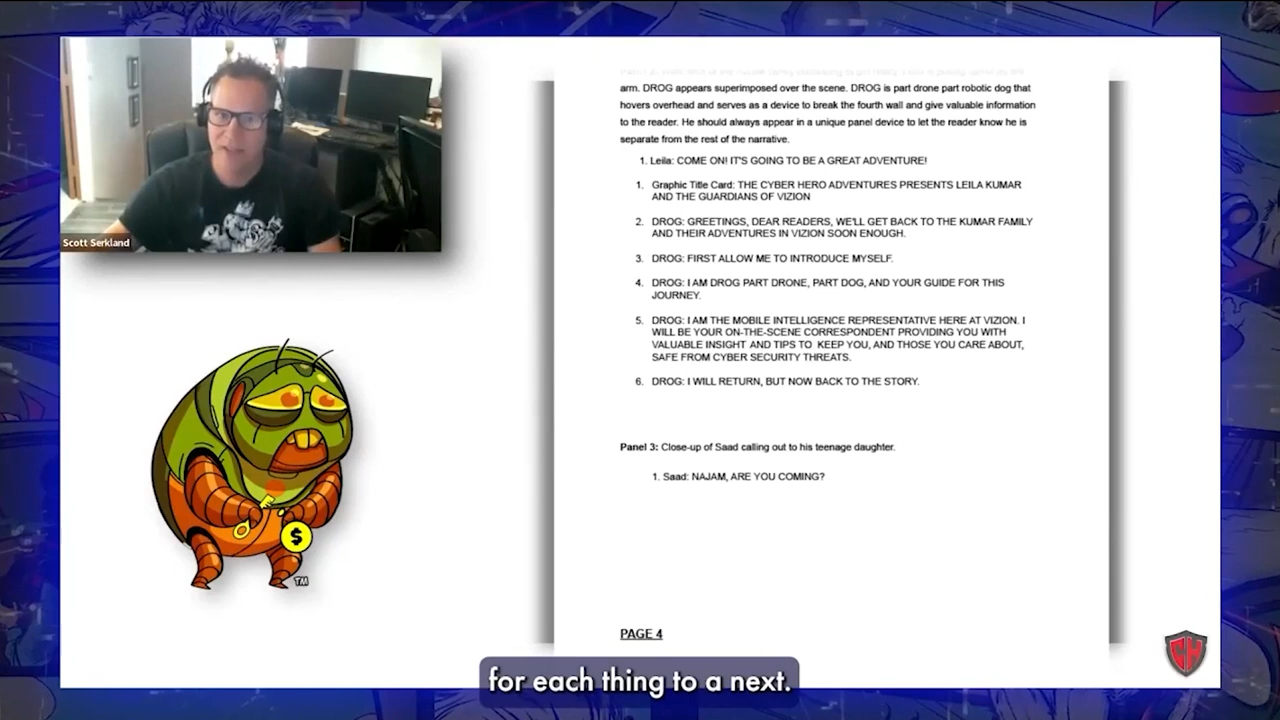 arm. DROG appears superimposed over the scene. DROG is part drone part robotic dog that
hovers overhead and serves as a device to break the fourth wall and give valuable information
to the reader. He should always appear in a unique panel device to let the reader know he is
separate from the rest of the narrative.
1. Leila: COME ON! IT'S GOING TO BE A GREAT ADVENTURE!
1. Graphic Title Card: THE CYBER HERO ADVENTURES PRESENTS LEILA KUMAR
AND THE GUARDIANS OF VIZION
2. DROG: GREETINGS, DEAR READERS, WE'LL GET BACK TO THE KUMAR FAMILY
AND THEIR ADVENTURES IN VIZION SOON ENOUGH.
3. DROG: FIRST ALLOW ME TO INTRODUCE MYSELF.
4. DROG: I AM DROG PART DRONE, PART DOG, AND YOUR GUIDE FOR THIS
JOURNEY.
5. DROG: I AM THE MOBILE INTELLIGENCE REPRESENTATIVE HERE AT VIZION. I
WILL BE YOUR ON-THE-SCENE CORRESPONDENT PROVIDING YOU WITH
VALUABLE INSIGHT AND TIPS TO KEEP YOU, AND THOSE YOU CARE ABOUT,
SAFE FROM CYBER SECURITY THREATS.
6. DROG: I WILL RETURN, BUT NOW BACK TO THE STORY.
Panel 3: Close-up of Saad calling out to his teenage daughter.
1. Saad: NAJAM, ARE YOU COMING?
PAGE 4
Scott Serkland
$
TM
CH
for each thing to a next.